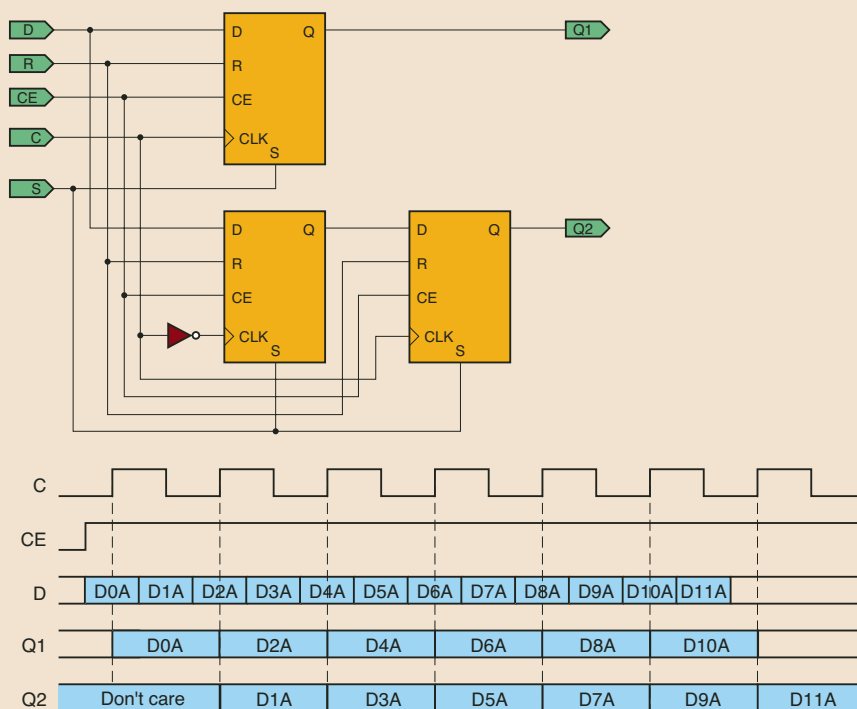 D D Q Q1
R R
CE CE
C CLK
S S
D Q D Q Q2
R R
CE CE
CLK CLK
S S
C
CE
D D0A D1A D2A D3A D4A D5A D6A D7A D8A D9A D10A D11A
Q1 D0A D2A D4A D6A D8A D10A
Q2 Don't care D1A D3A D5A D7A D9A D11A